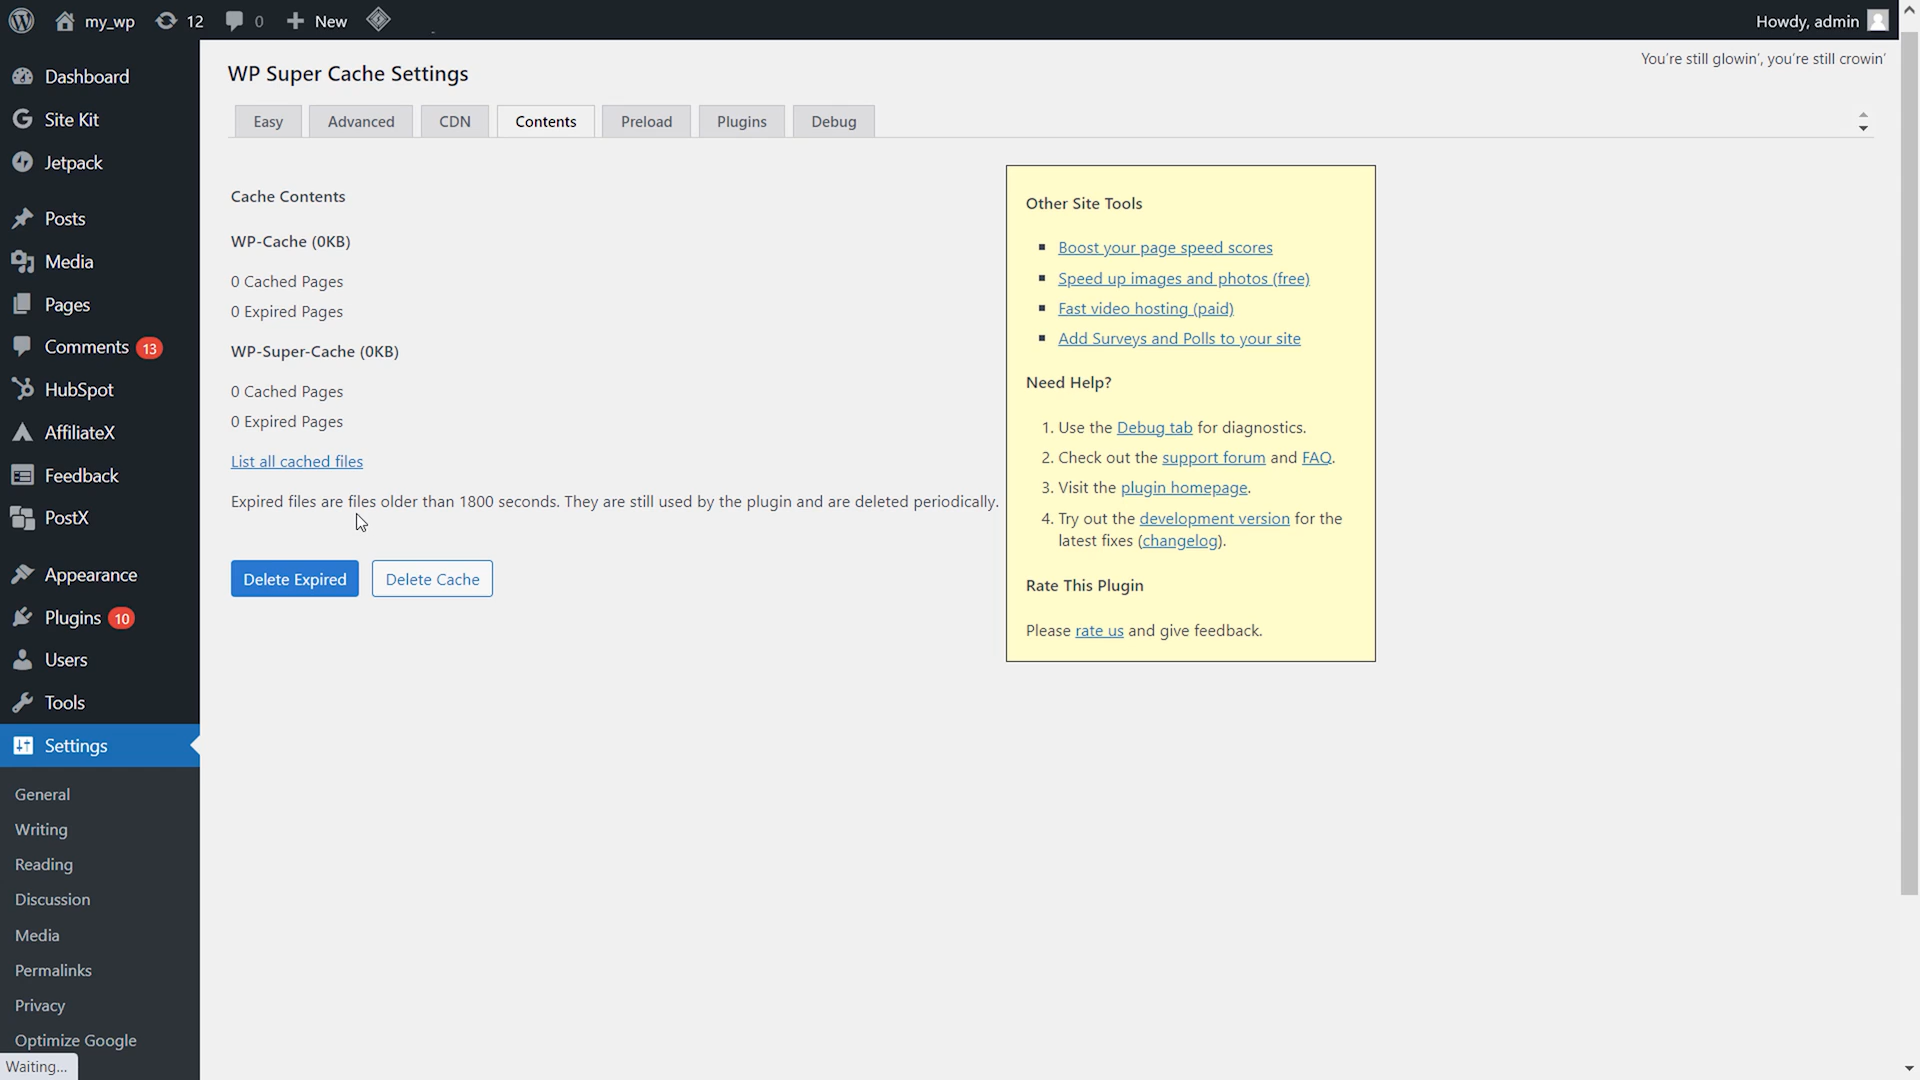 my_wp
12
0
New
Howdy, admin
You're still glowin', you're still crowin'
Dashboard
Site Kit
Jetpack
Posts
Media
Pages
Comments 13
HubSpot
AffiliateX
Feedback
PostX
Appearance
Plugins 10
Users
Tools
Settings
General
Writing
Reading
Discussion
Media
Permalinks
Privacy
Optimize Google
Waiting...
WP Super Cache Settings
Easy
Advanced
CDN
Contents
Preload
Plugins
Debug
Cache Contents
WP-Cache (0KB)
0 Cached Pages
0 Expired Pages
WP-Super-Cache (0KB)
0 Cached Pages
0 Expired Pages
List all cached files
Expired files are files older than 1800 seconds. They are still used by the plugin and are deleted periodically.
Delete Expired
Delete Cache
Other Site Tools
Boost your page speed scores
Speed up images and photos (free)
Fast video hosting (paid)
Add Surveys and Polls to your site
Need Help?
1. Use the Debug tab for diagnostics.
2. Check out the support forum and FAQ.
3. Visit the plugin homepage.
4. Try out the development version for the
latest fixes (changelog).
Rate This Plugin
Please rate us and give feedback.